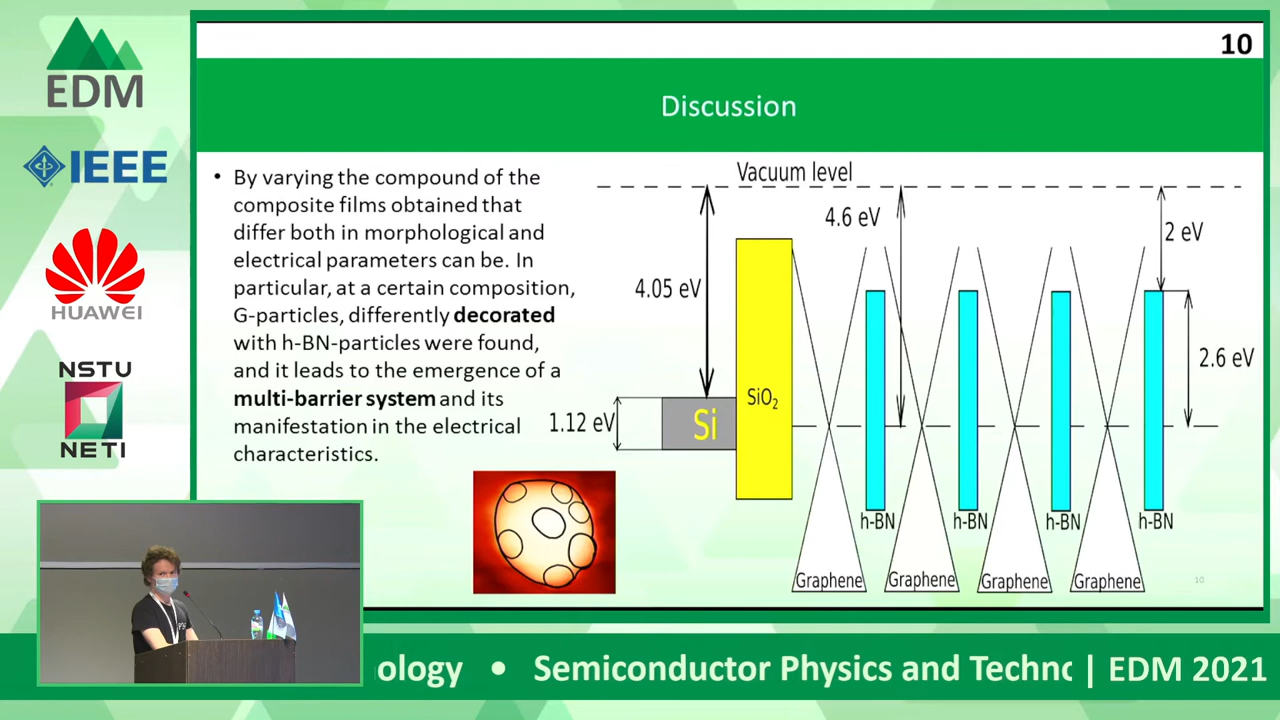 EDM
IEEE
HUAWEI
NSTU
NETI
10
Discussion
• By varying the compound of the
composite films obtained that
differ both in morphological and
electrical parameters can be. In
particular, at a certain composition,
G-particles, differently decorated
with h-BN-particles were found,
and it leads to the emergence of a
multi-barrier system and its
manifestation in the electrical
characteristics.
Vacuum level
4.6 eV
2 eV
4.05 eV
2.6 eV
1.12 eV
Si
SiO₂
h-BN
h-BN
h-BN
h-BN
Graphene
Graphene
Graphene
Graphene
10
ology • Semiconductor Physics and Techno | EDM 2021